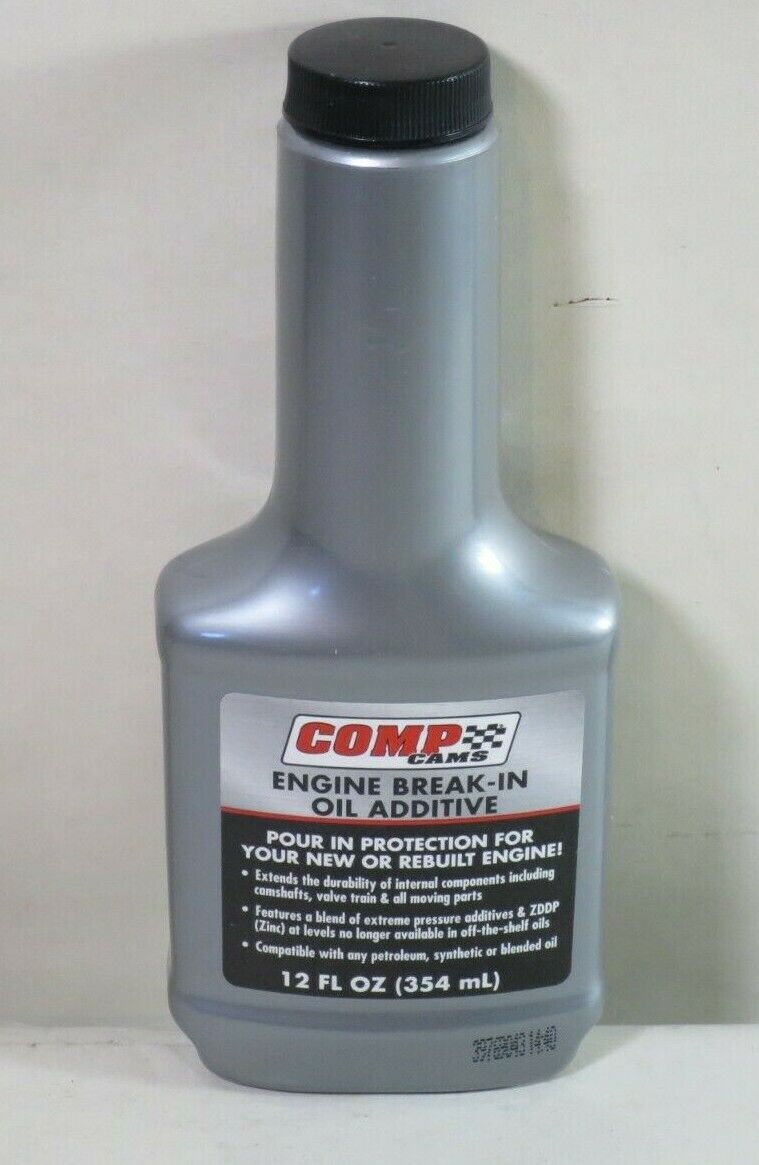 COMP
CAMS
®
ENGINE BREAK-IN
OIL ADDITIVE
POUR IN PROTECTION FOR
YOUR NEW OR REBUILT ENGINE!
• Extends the durability of internal components including
camshafts, valve train & all moving parts
• Features a blend of extreme pressure additives & ZDDP
(Zinc) at levels no longer available in off-the-shelf oils
• Compatible with any petroleum, synthetic or blended oil
12 FL OZ (354 mL)